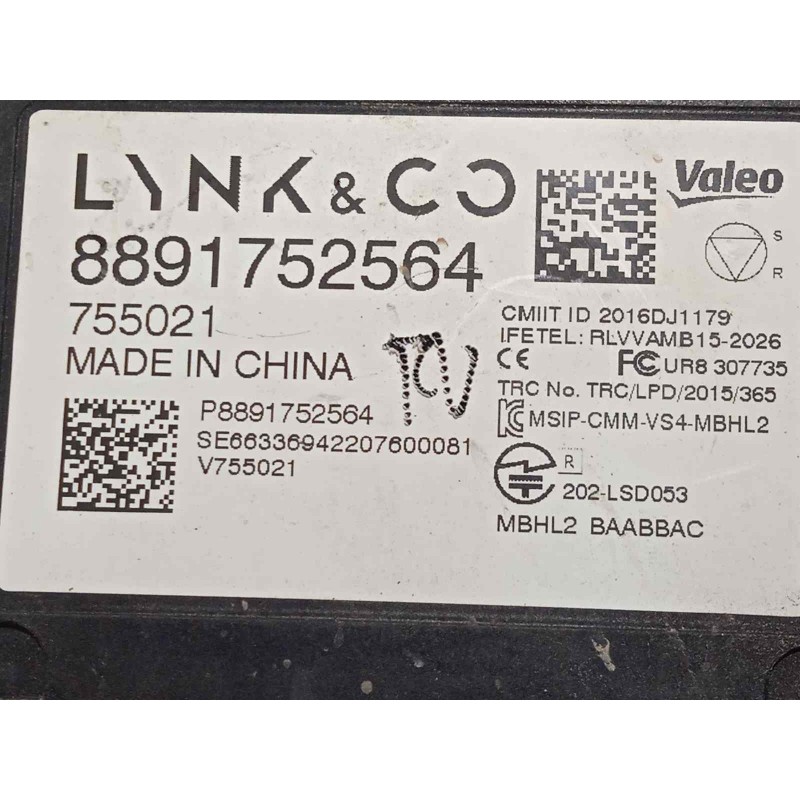 LYNK & CO
8891752564
755021
MADE IN CHINA
P8891752564
SE66336942207600081
V755021
Valeo
S
R
CMIIT ID 2016DJ1179
IFETEL: RLVVAMB15-2026
CE FC UR8 307735
TRC No. TRC/LPD/2015/365
MSIP-CMM-VS4-MBHL2
R
202-LSD053
MBHL2 BAABBAC